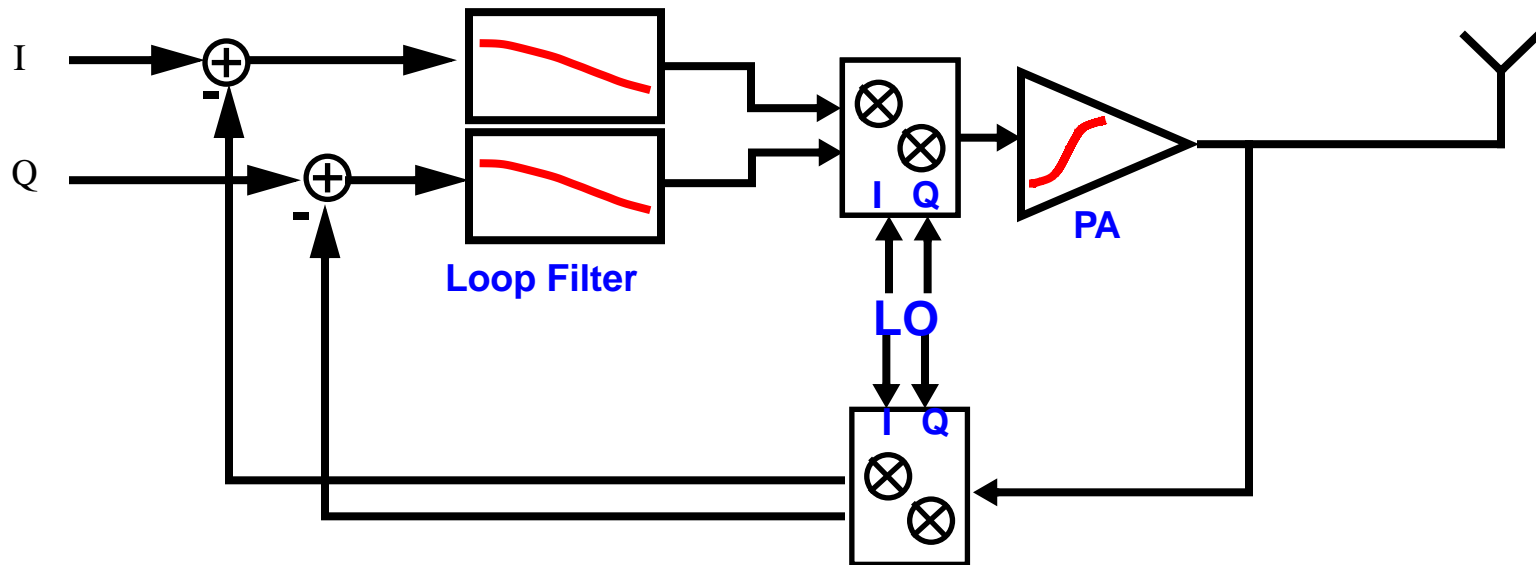 I
Q
Loop Filter
I Q
PA
LO
I Q